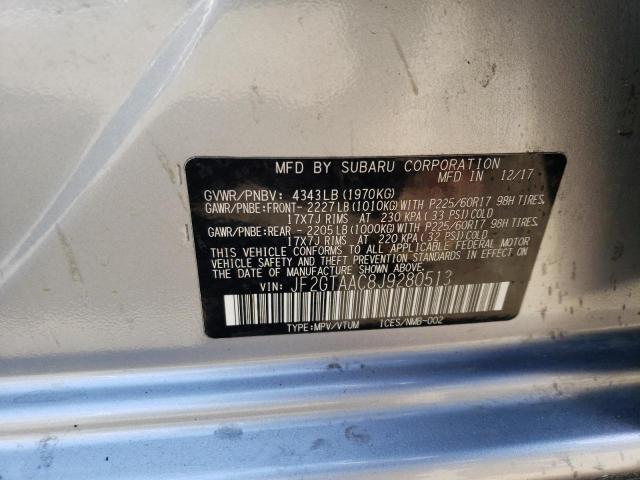 MFD BY SUBARU CORPORATION
MFD IN 12/17
GVWR/PNBV: 4343LB (1970KG)
GAWR/PNBE:FRONT- 2227LB (1010KG)WITH P225/60R17 98H TIRES,
17X7J RIMS AT 230 KPA (33 PSI)COLD
GAWR/PNBE:REAR - 2205LB (1000KG)WITH P225/60R17 98H TIRES,
17X7J RIMS AT 220 KPA (32 PSI)COLD
THIS VEHICLE CONFORMS TO ALL APPLICABLE FEDERAL MOTOR
VEHICLE SAFETY AND THEFT PREVENTION STANDARDS IN EFFECT ON
THE DATE OF MANUFACTURE SHOWN ABOVE.
VIN: JF2GTAAC8J9280513
TYPE:MPV/VTUM ICES/NMB-002